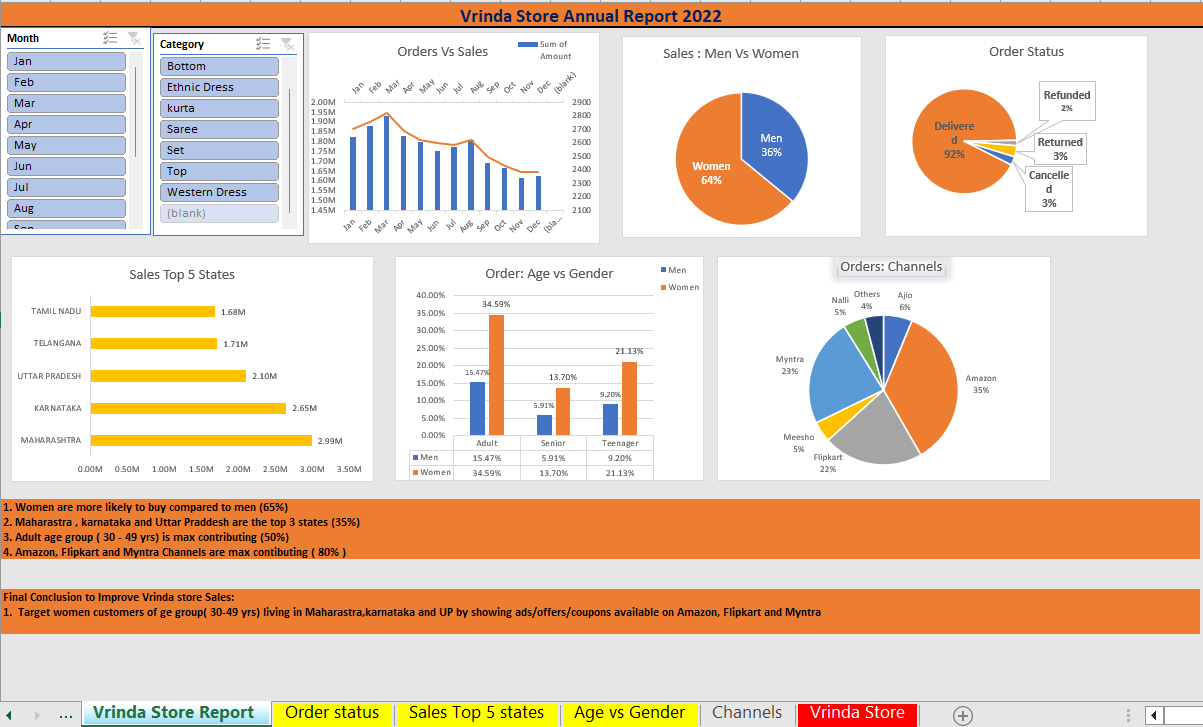 Vrinda Store Annual Report 2022
Month
Jan
Feb
Mar
Apr
May
Jun
Jul
Aug
Sep
Category
Bottom
Ethnic Dress
kurta
Saree
Set
Top
Western Dress
(blank)
Orders Vs Sales
Sum of
Amount
Jan Feb Mar Apr May Jun Jul Aug Sep Oct Nov Dec (blank)
2.00M
1.95M
1.90M
1.85M
1.80M
1.75M
1.70M
1.65M
1.60M
1.55M
1.50M
1.45M
2900
2800
2700
2600
2500
2400
2300
2200
2100
Jan Feb Mar Apr May Jun Jul Aug Sep Oct Nov Dec (bla...
Sales : Men Vs Women
Men
36%
Women
64%
Order Status
Refunded
2%
Delivere
d
92%
Returned
3%
Cancelle
d
3%
Sales Top 5 States
TAMIL NADU 1.68M
TELANGANA 1.71M
UTTAR PRADESH 2.10M
KARNATAKA 2.65M
MAHARASHTRA 2.99M
0.00M 0.50M 1.00M 1.50M 2.00M 2.50M 3.00M 3.50M
Order: Age vs Gender
Men
Women
40.00%
35.00%
30.00%
25.00%
20.00%
15.00%
10.00%
5.00%
0.00%
34.59%
15.47%
13.70%
5.91%
21.13%
9.20%
Adult Senior Teenager
Men 15.47% 5.91% 9.20%
Women 34.59% 13.70% 21.13%
Orders: Channels
Nalli
5%
Others
4%
Ajio
6%
Myntra
23%
Amazon
35%
Meesho
5%
Flipkart
22%
1. Women are more likely to buy compared to men (65%)
2. Maharastra , karnataka and Uttar Praddesh are the top 3 states (35%)
3. Adult age group ( 30 - 49 yrs) is max contributing (50%)
4. Amazon, Flipkart and Myntra Channels are max contibuting ( 80% )
Final Conclusion to Improve Vrinda store Sales:
1. Target women customers of ge group( 30-49 yrs) living in Maharastra,karnataka and UP by showing ads/offers/coupons available on Amazon, Flipkart and Myntra
... Vrinda Store Report Order status Sales Top 5 states Age vs Gender Channels Vrinda Store